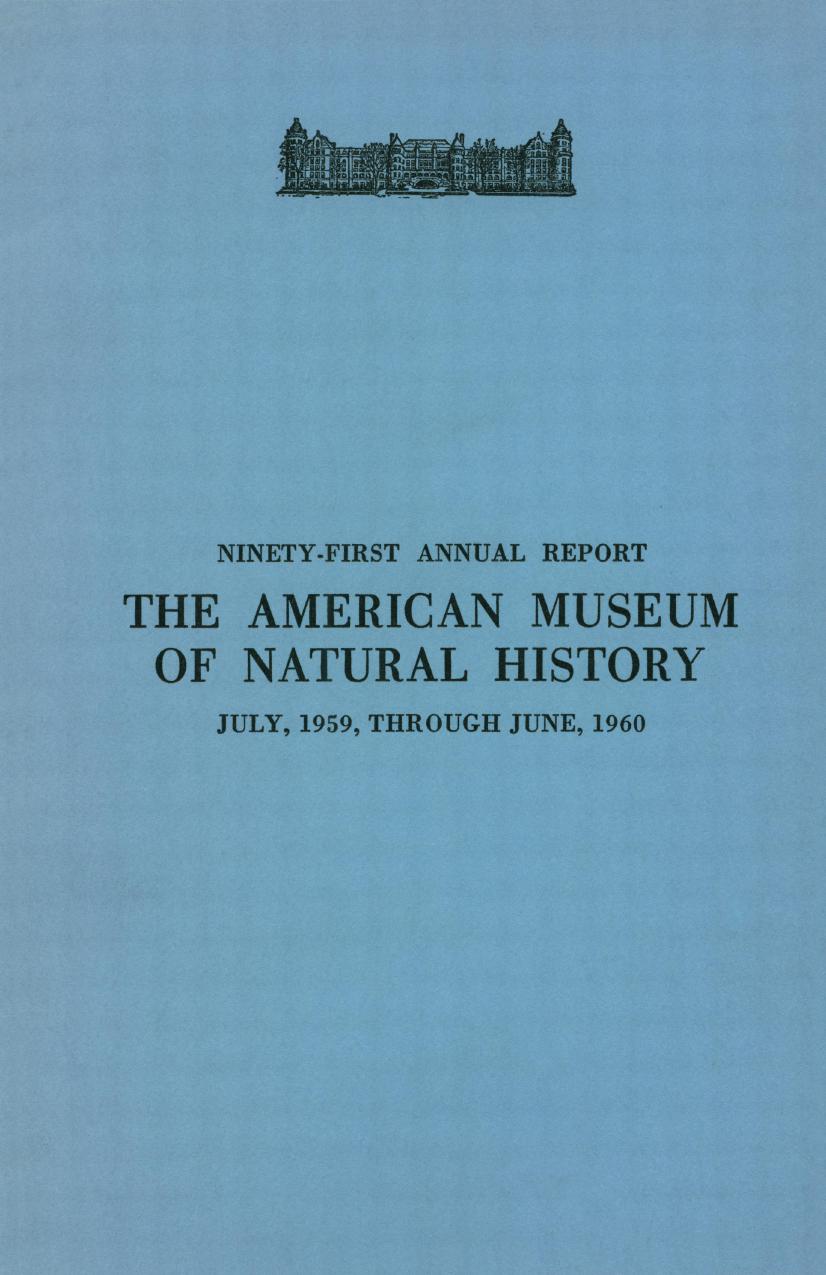 NINETY-FIRST ANNUAL REPORT
THE AMERICAN MUSEUM
OF NATURAL HISTORY
JULY, 1959, THROUGH JUNE, 1960